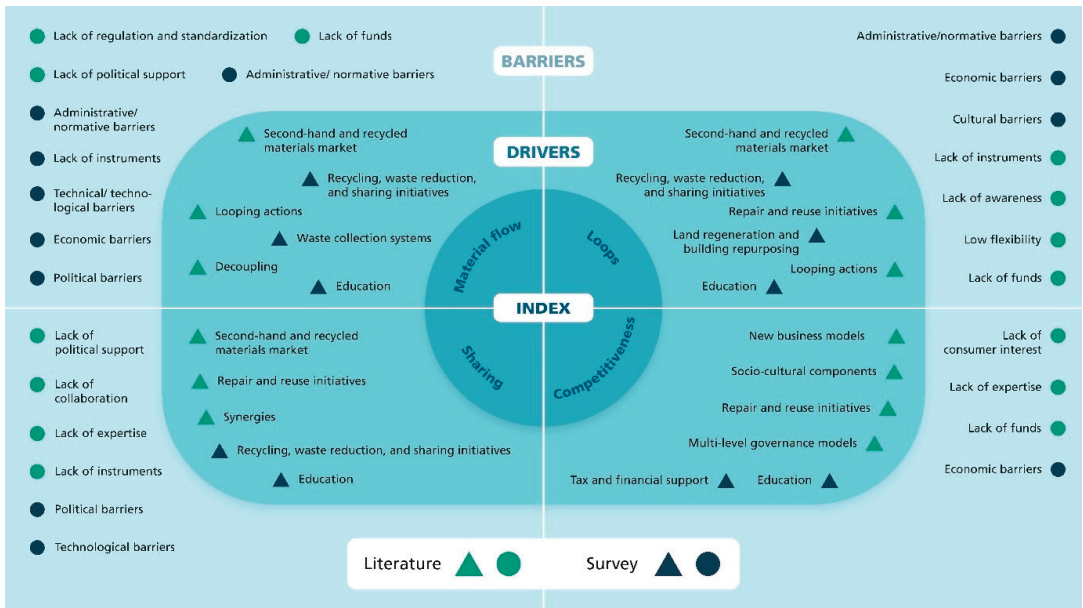 BARRIERS
DRIVERS
INDEX
Material flow
Loops
Sharing
Competitiveness
Lack of regulation and standardization
Lack of funds
Lack of political support
Administrative/ normative barriers
Administrative/
normative barriers
Lack of instruments
Technical/ techno-
logical barriers
Economic barriers
Political barriers
Second-hand and recycled
materials market
Recycling, waste reduction,
and sharing initiatives
Looping actions
Waste collection systems
Decoupling
Education
Administrative/normative barriers
Economic barriers
Cultural barriers
Lack of instruments
Lack of awareness
Low flexibility
Lack of funds
Second-hand and recycled
materials market
Recycling, waste reduction,
and sharing initiatives
Repair and reuse initiatives
Land regeneration and
building repurposing
Looping actions
Education
Lack of
political support
Lack of
collaboration
Lack of expertise
Lack of instruments
Political barriers
Technological barriers
Second-hand and recycled
materials market
Repair and reuse initiatives
Synergies
Recycling, waste reduction, and sharing initiatives
Education
New business models
Socio-cultural components
Repair and reuse initiatives
Multi-level governance models
Tax and financial support
Education
Lack of
consumer interest
Lack of expertise
Lack of funds
Economic barriers
Literature
Survey